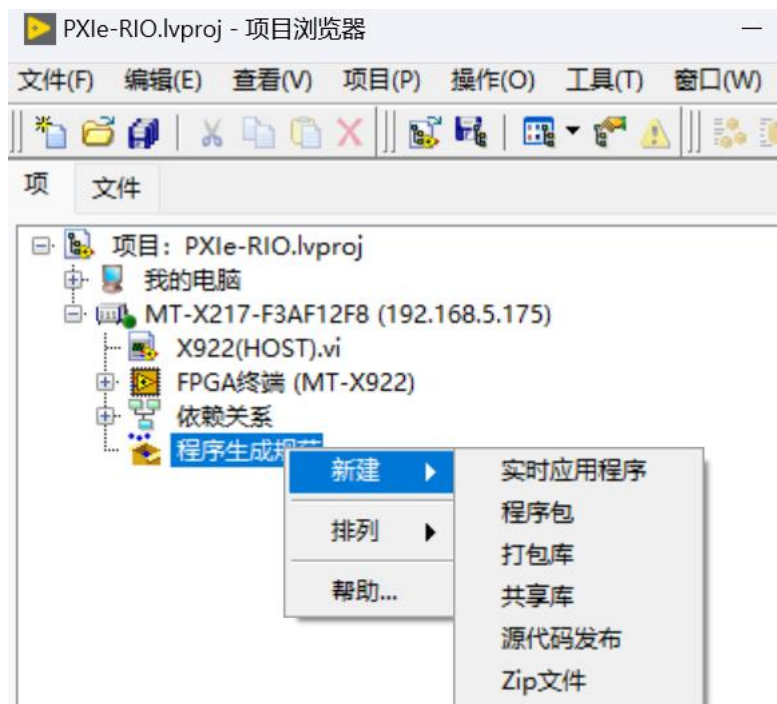 PXIe-RIO.lvproj - 项目浏览器
文件(F) 编辑(E) 查看(V) 项目(P) 操作(O) 工具(T) 窗口(W)
项 文件
项目：PXIe-RIO.lvproj
我的电脑
MT-X217-F3AF12F8 (192.168.5.175)
X922(HOST).vi
FPGA终端 (MT-X922)
依赖关系
程序生成规范
新建 实时应用程序
程序包
排列
打包库
帮助... 共享库
源代码发布
Zip文件